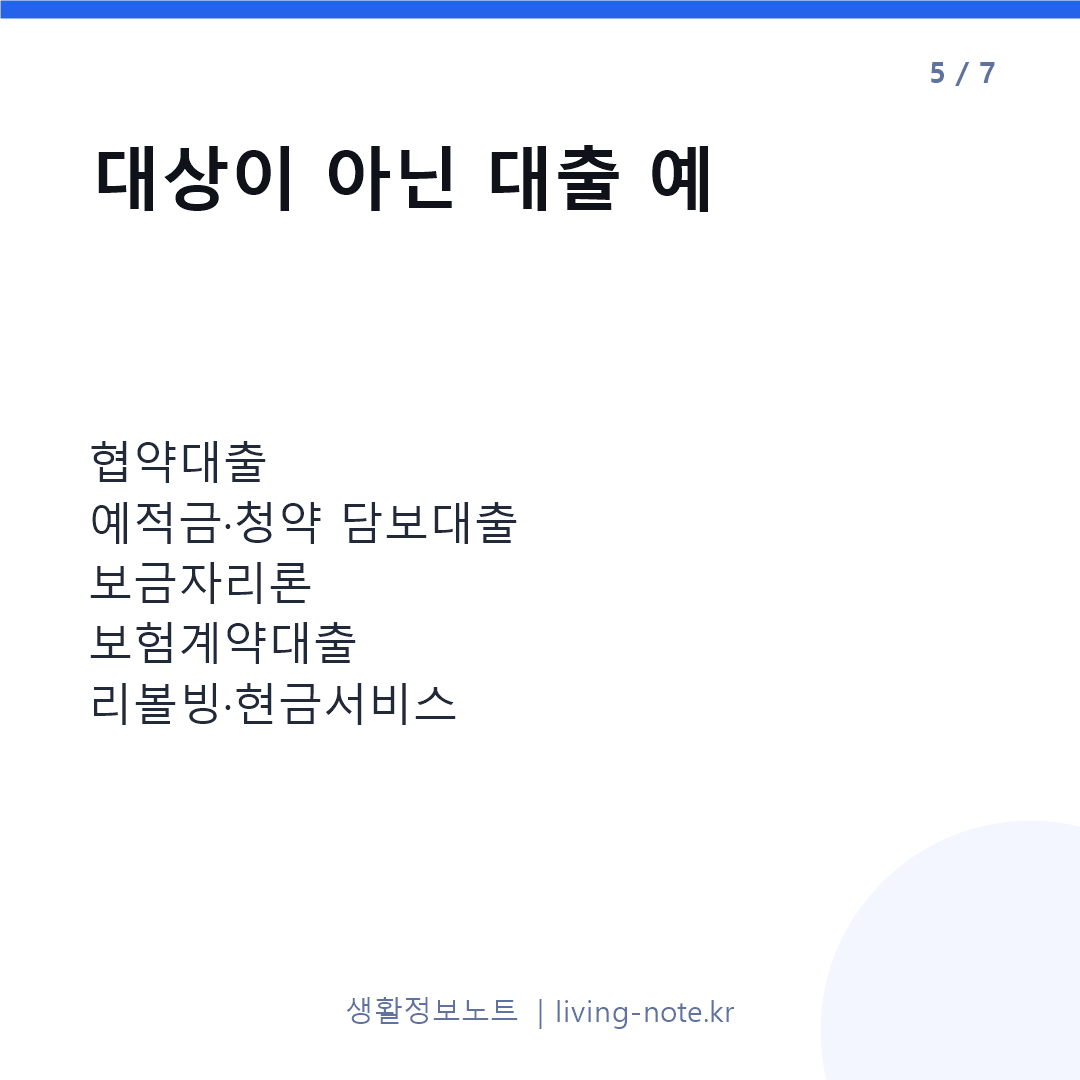 5 / 7
대상이 아닌 대출 예
협약대출
예적금·청약 담보대출
보금자리론
보험계약대출
리볼빙·현금서비스
생활정보노트 | living-note.kr